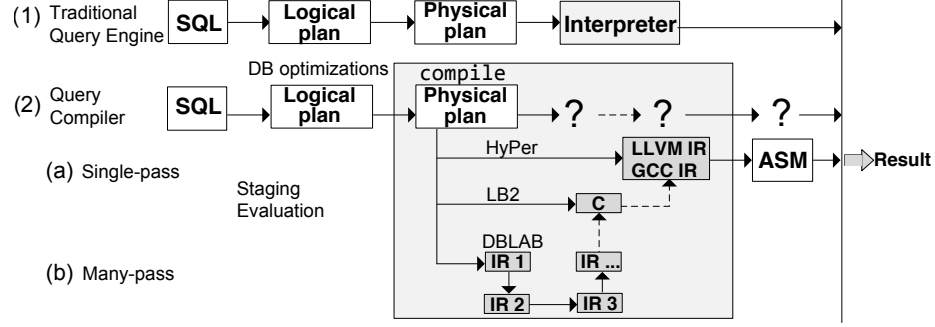 (1) Traditional
Query Engine
SQL
Logical
plan
Physical
plan
Interpreter
DB optimizations
compile
(2) Query
Compiler
SQL
Logical
plan
Physical
plan
?
?
?
HyPer
LLVM IR
GCC IR
ASM
Result
(a) Single-pass
Staging
Evaluation
LB2
C
DBLAB
IR 1
IR ...
(b) Many-pass
IR 2
IR 3